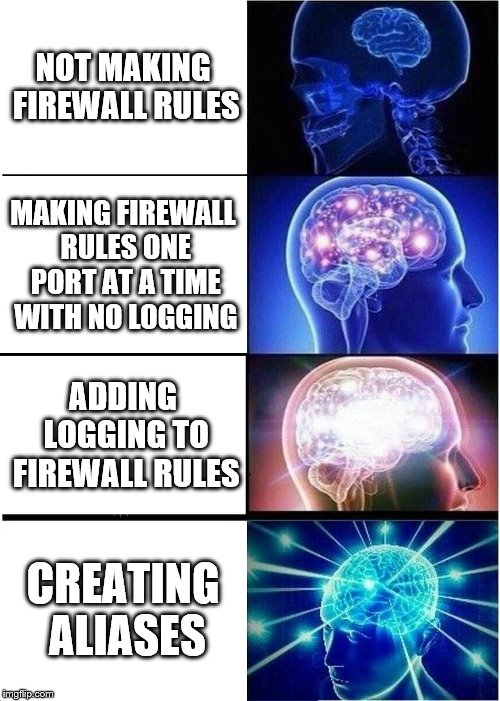 NOT MAKING
FIREWALL RULES
MAKING FIREWALL
RULES ONE
PORT AT A TIME
WITH NO LOGGING
ADDING
LOGGING TO
FIREWALL RULES
CREATING
ALIASES
imgflip.com